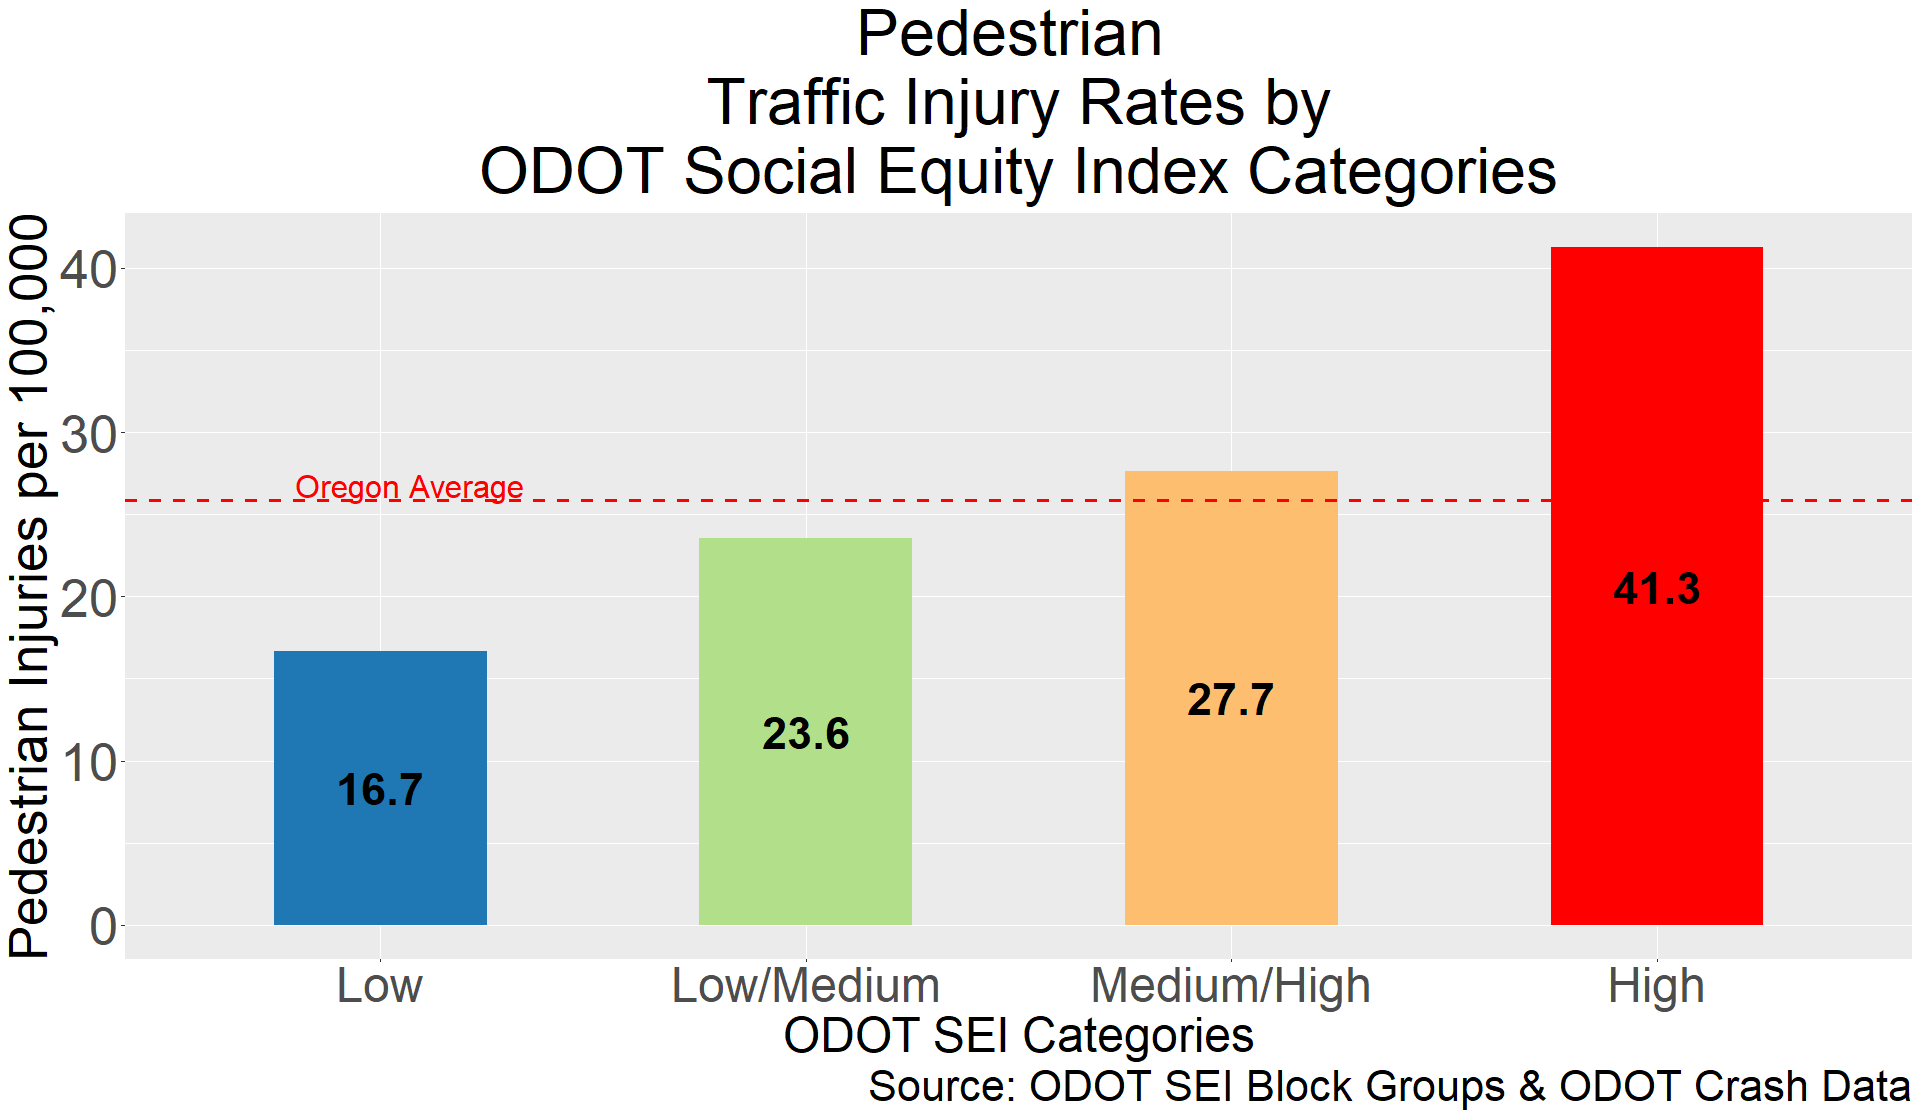 Pedestrian
Traffic Injury Rates by
ODOT Social Equity Index Categories
Pedestrian Injuries per 100,000
40
30
20
10
0
Oregon Average
16.7
23.6
27.7
41.3
Low
Low/Medium
Medium/High
High
ODOT SEI Categories
Source: ODOT SEI Block Groups & ODOT Crash Data